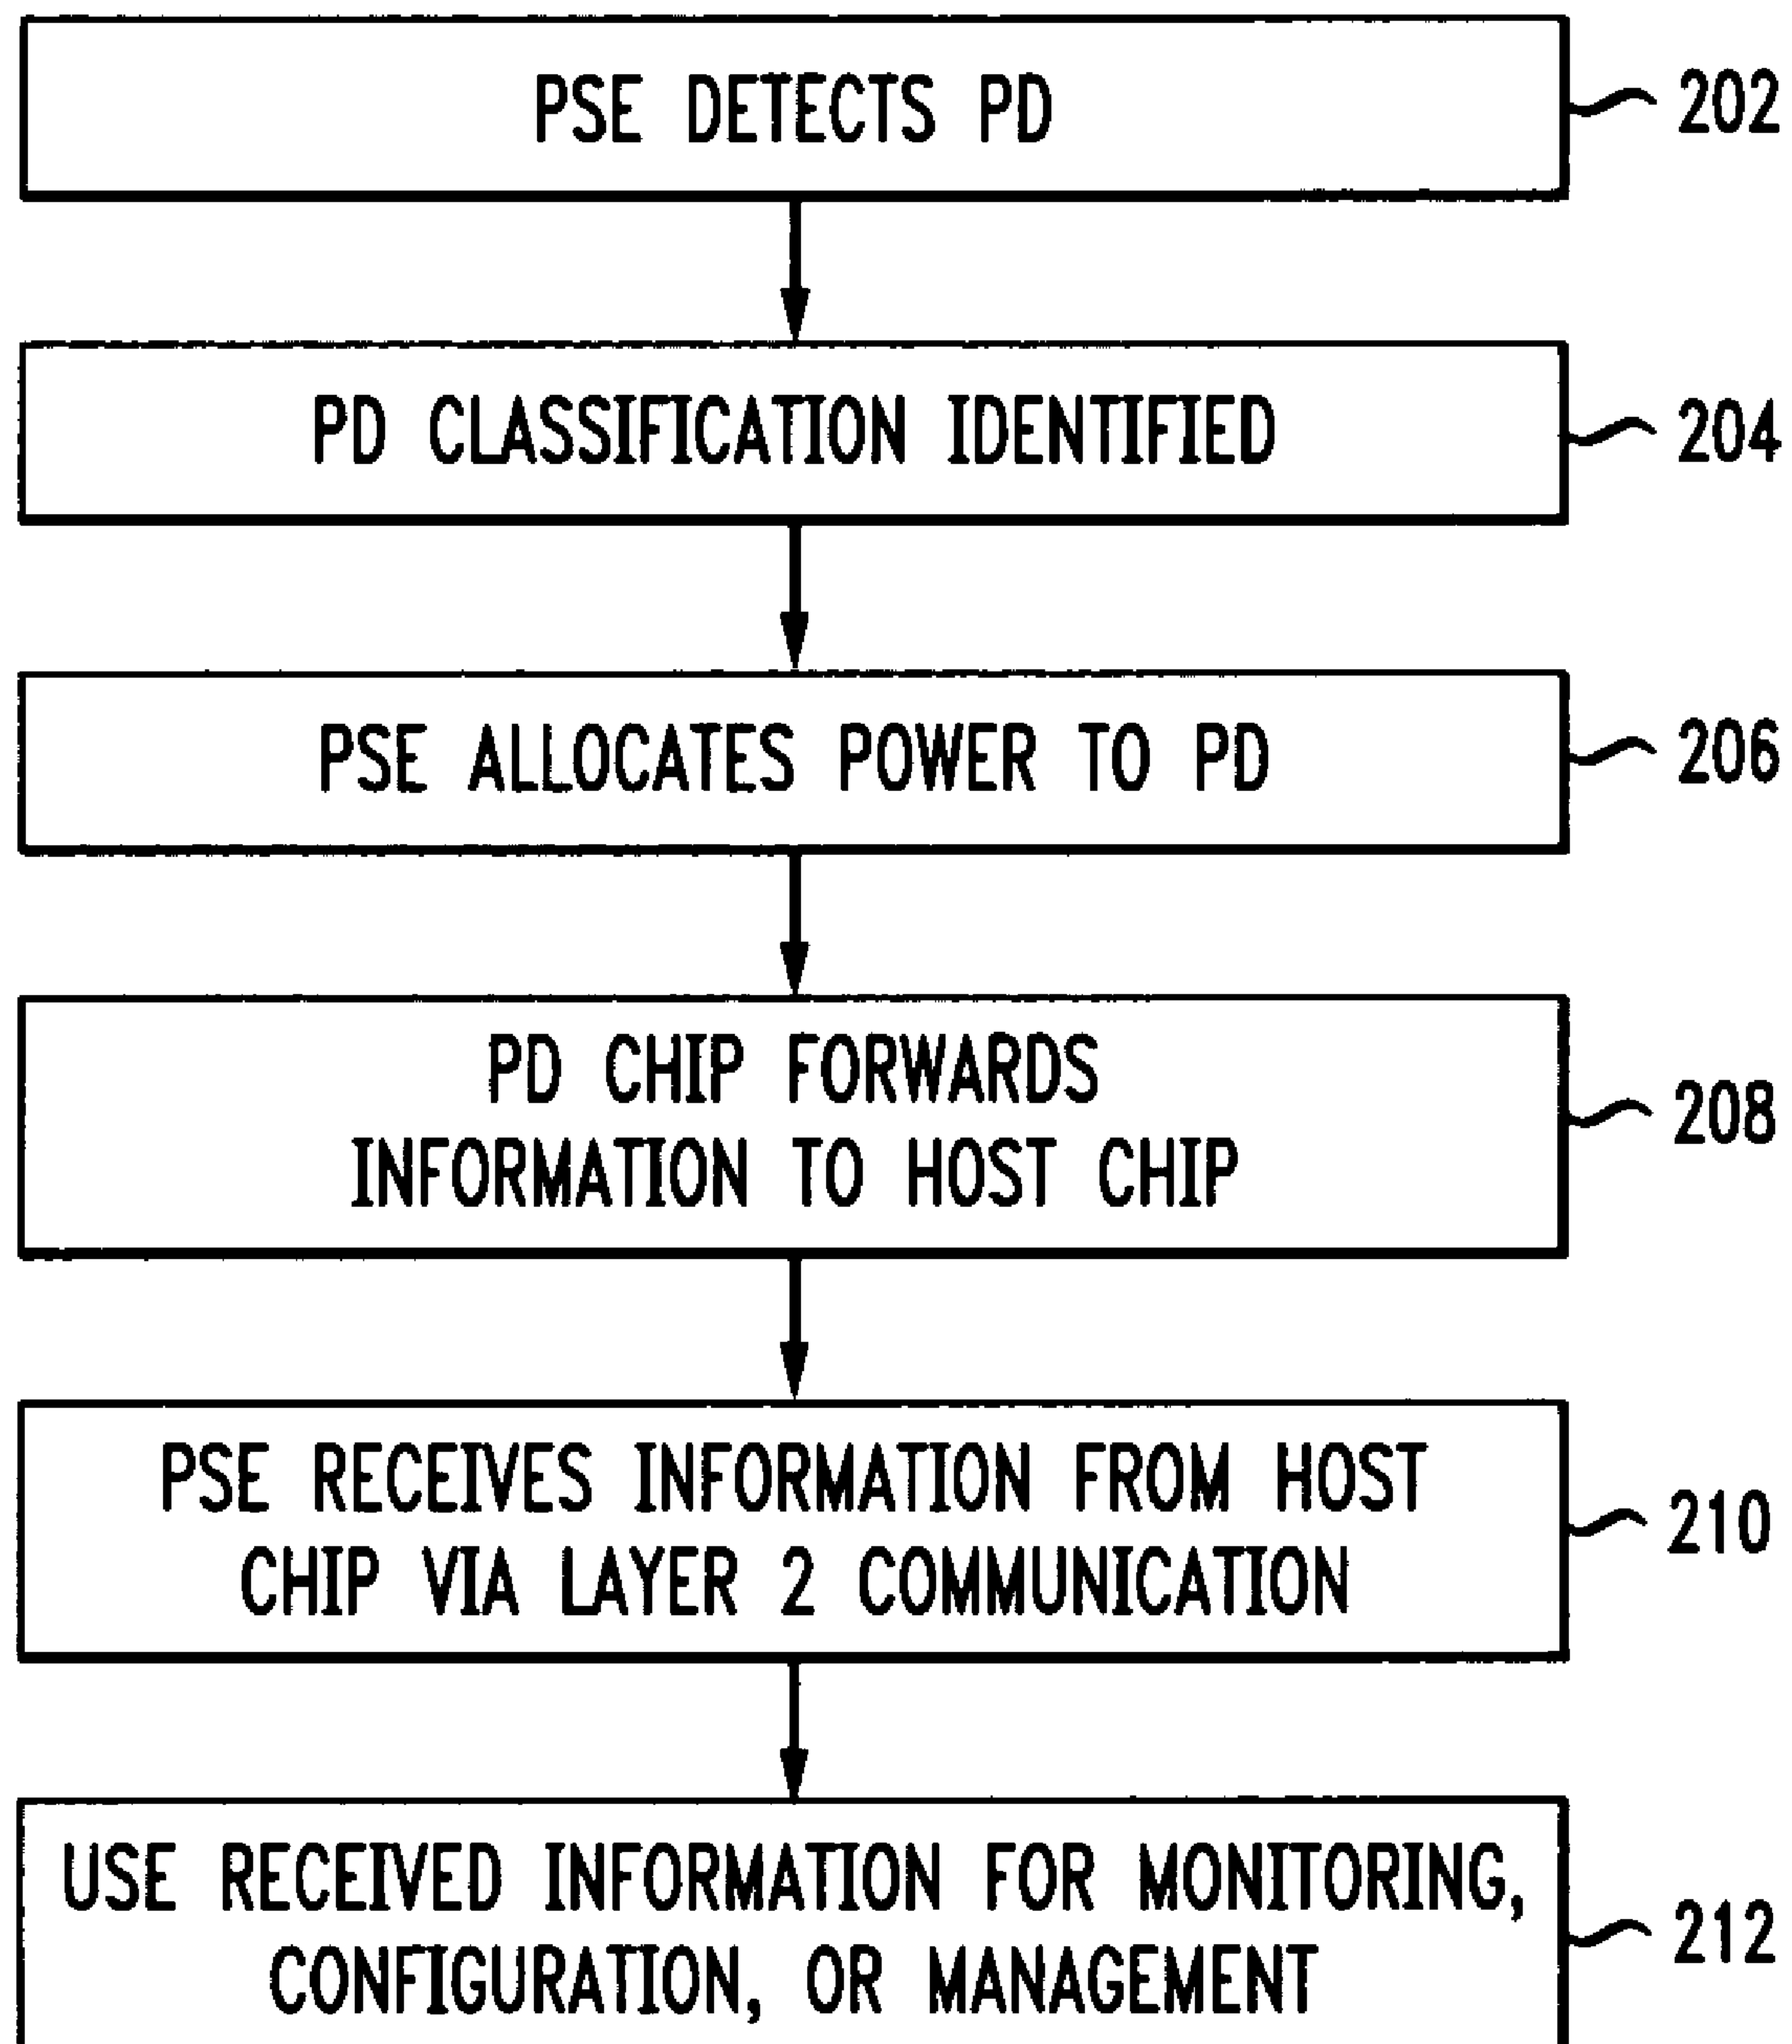 PSE DETECTS PD
202
PD CLASSIFICATION IDENTIFIED
204
PSE ALLOCATES POWER TO PD
206
PD CHIP FORWARDS
INFORMATION TO HOST CHIP
208
PSE RECEIVES INFORMATION FROM HOST
CHIP VIA LAYER 2 COMMUNICATION
210
USE RECEIVED INFORMATION FOR MONITORING,
CONFIGURATION, OR MANAGEMENT
212